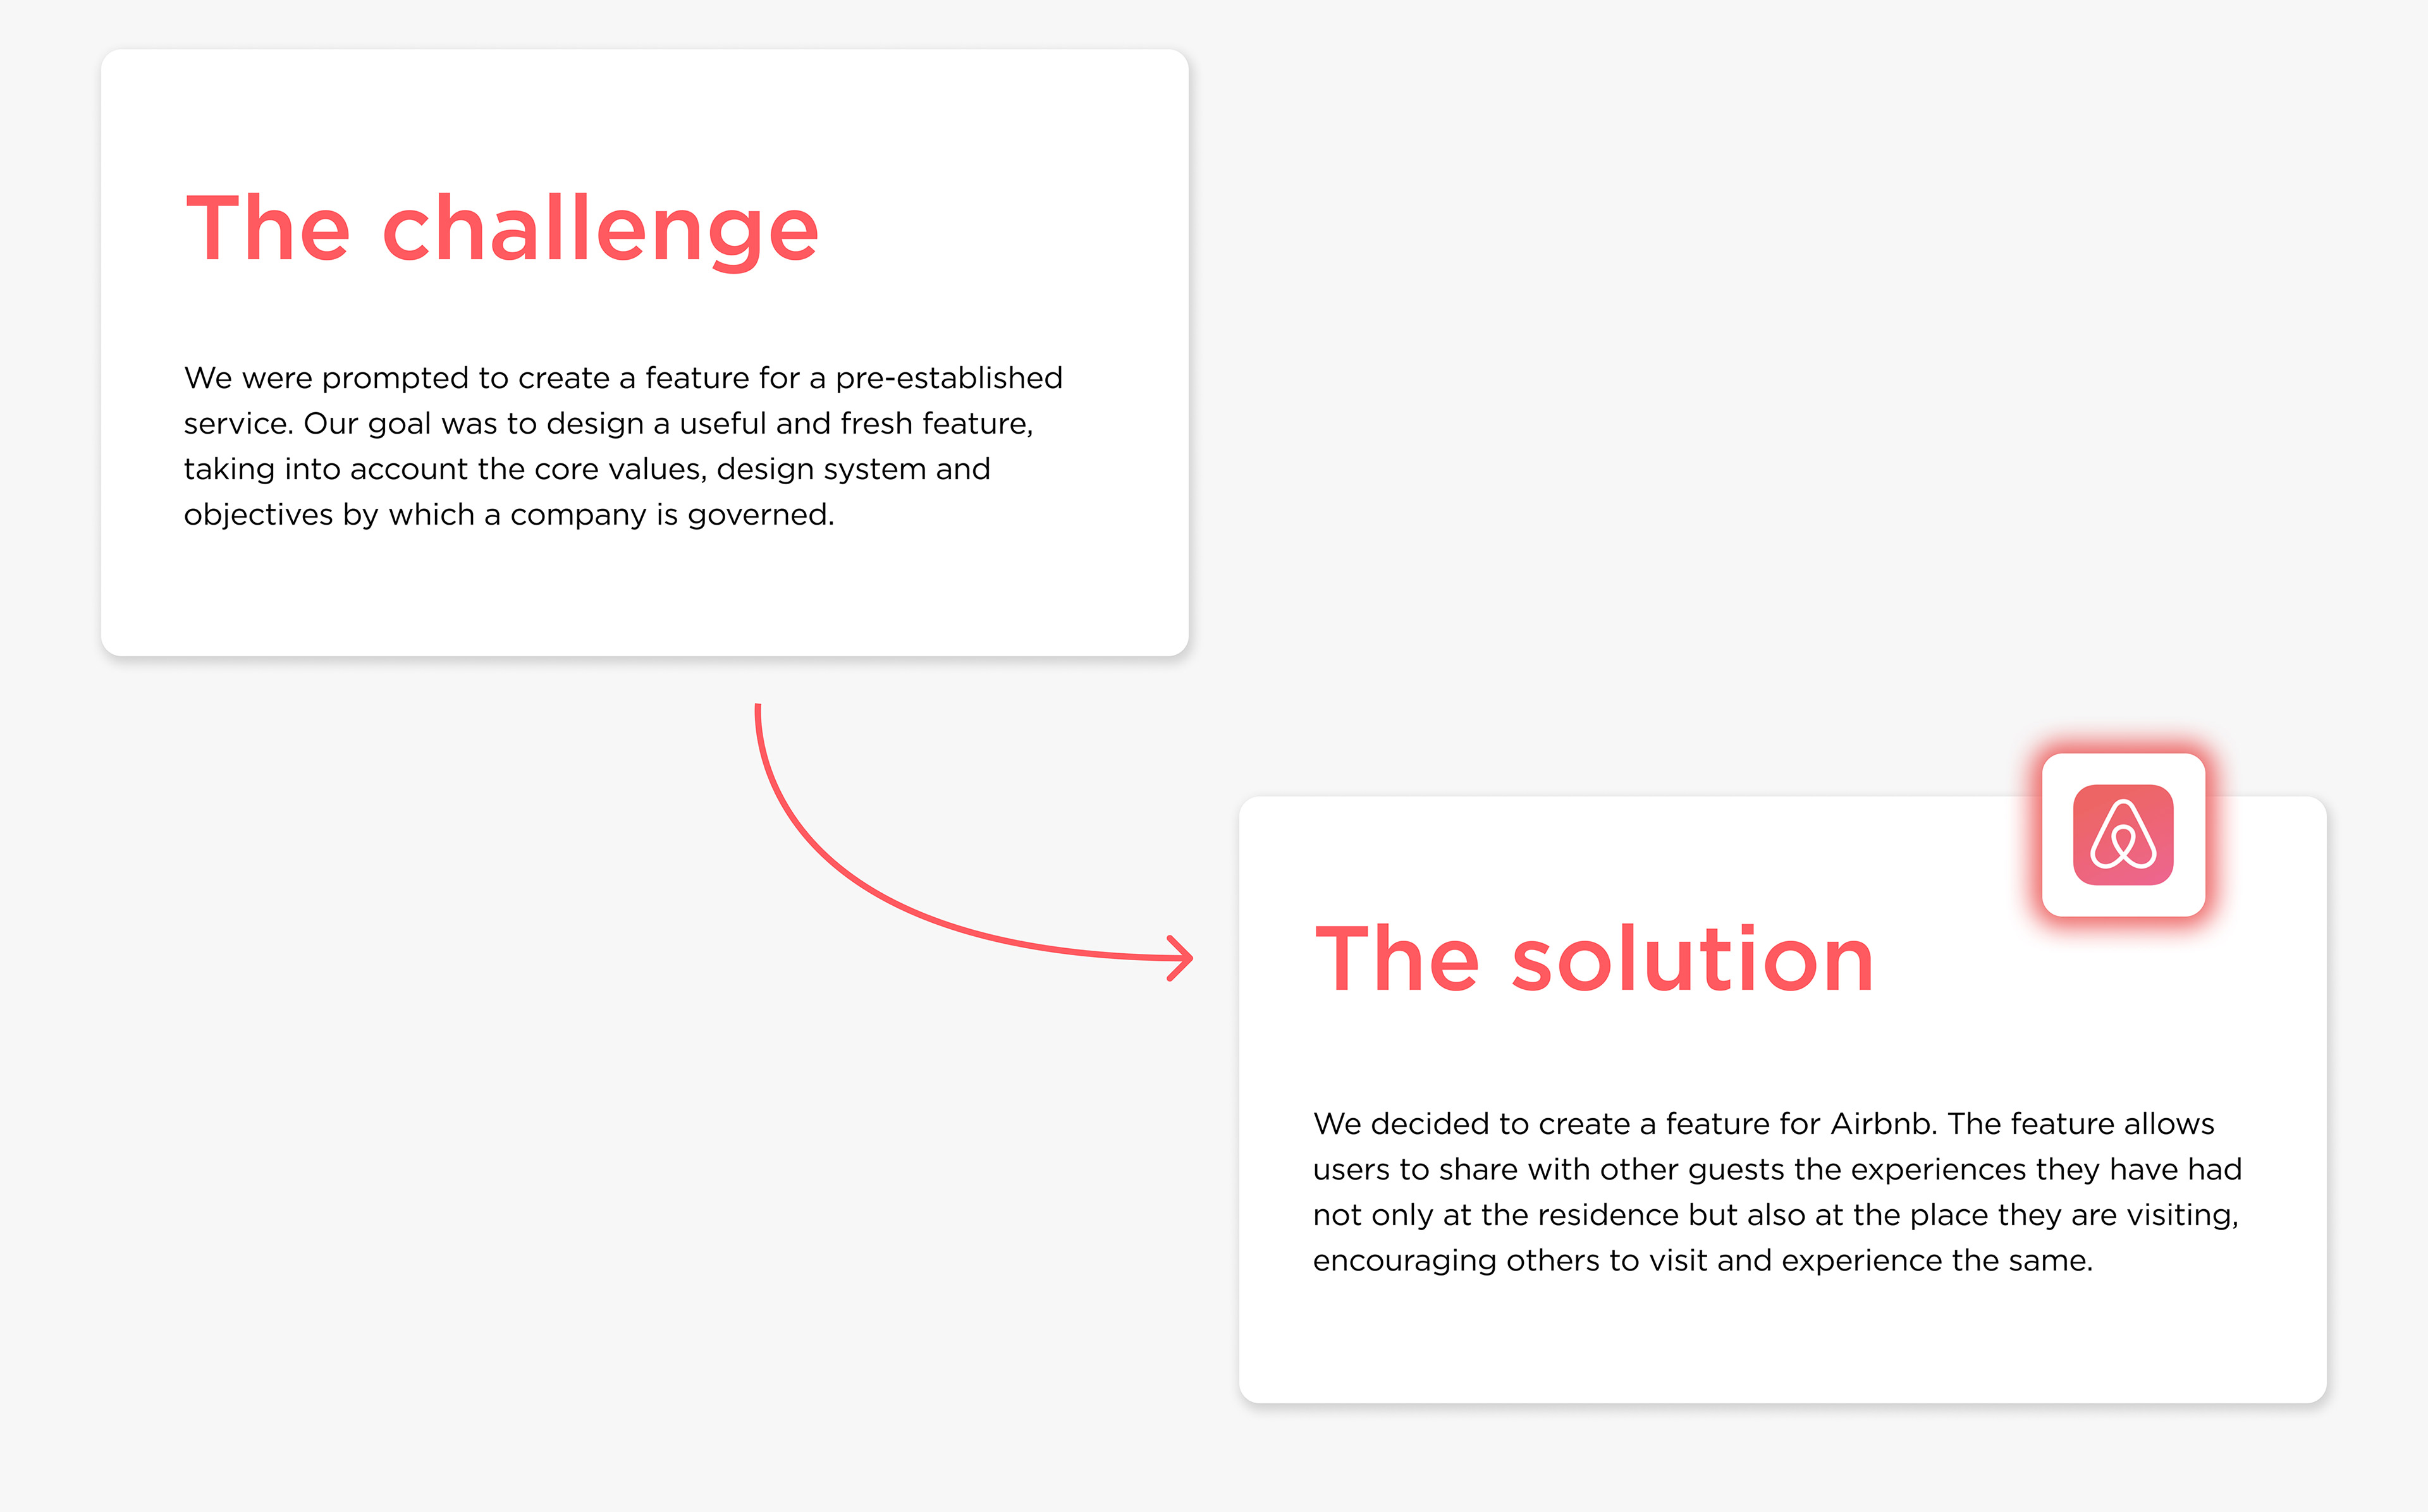 The challenge
We were prompted to create a feature for a pre-established
service. Our goal was to design a useful and fresh feature,
taking into account the core values, design system and
objectives by which a company is governed.
The solution
We decided to create a feature for Airbnb. The feature allows
users to share with other guests the experiences they have had
not only at the residence but also at the place they are visiting,
encouraging others to visit and experience the same.